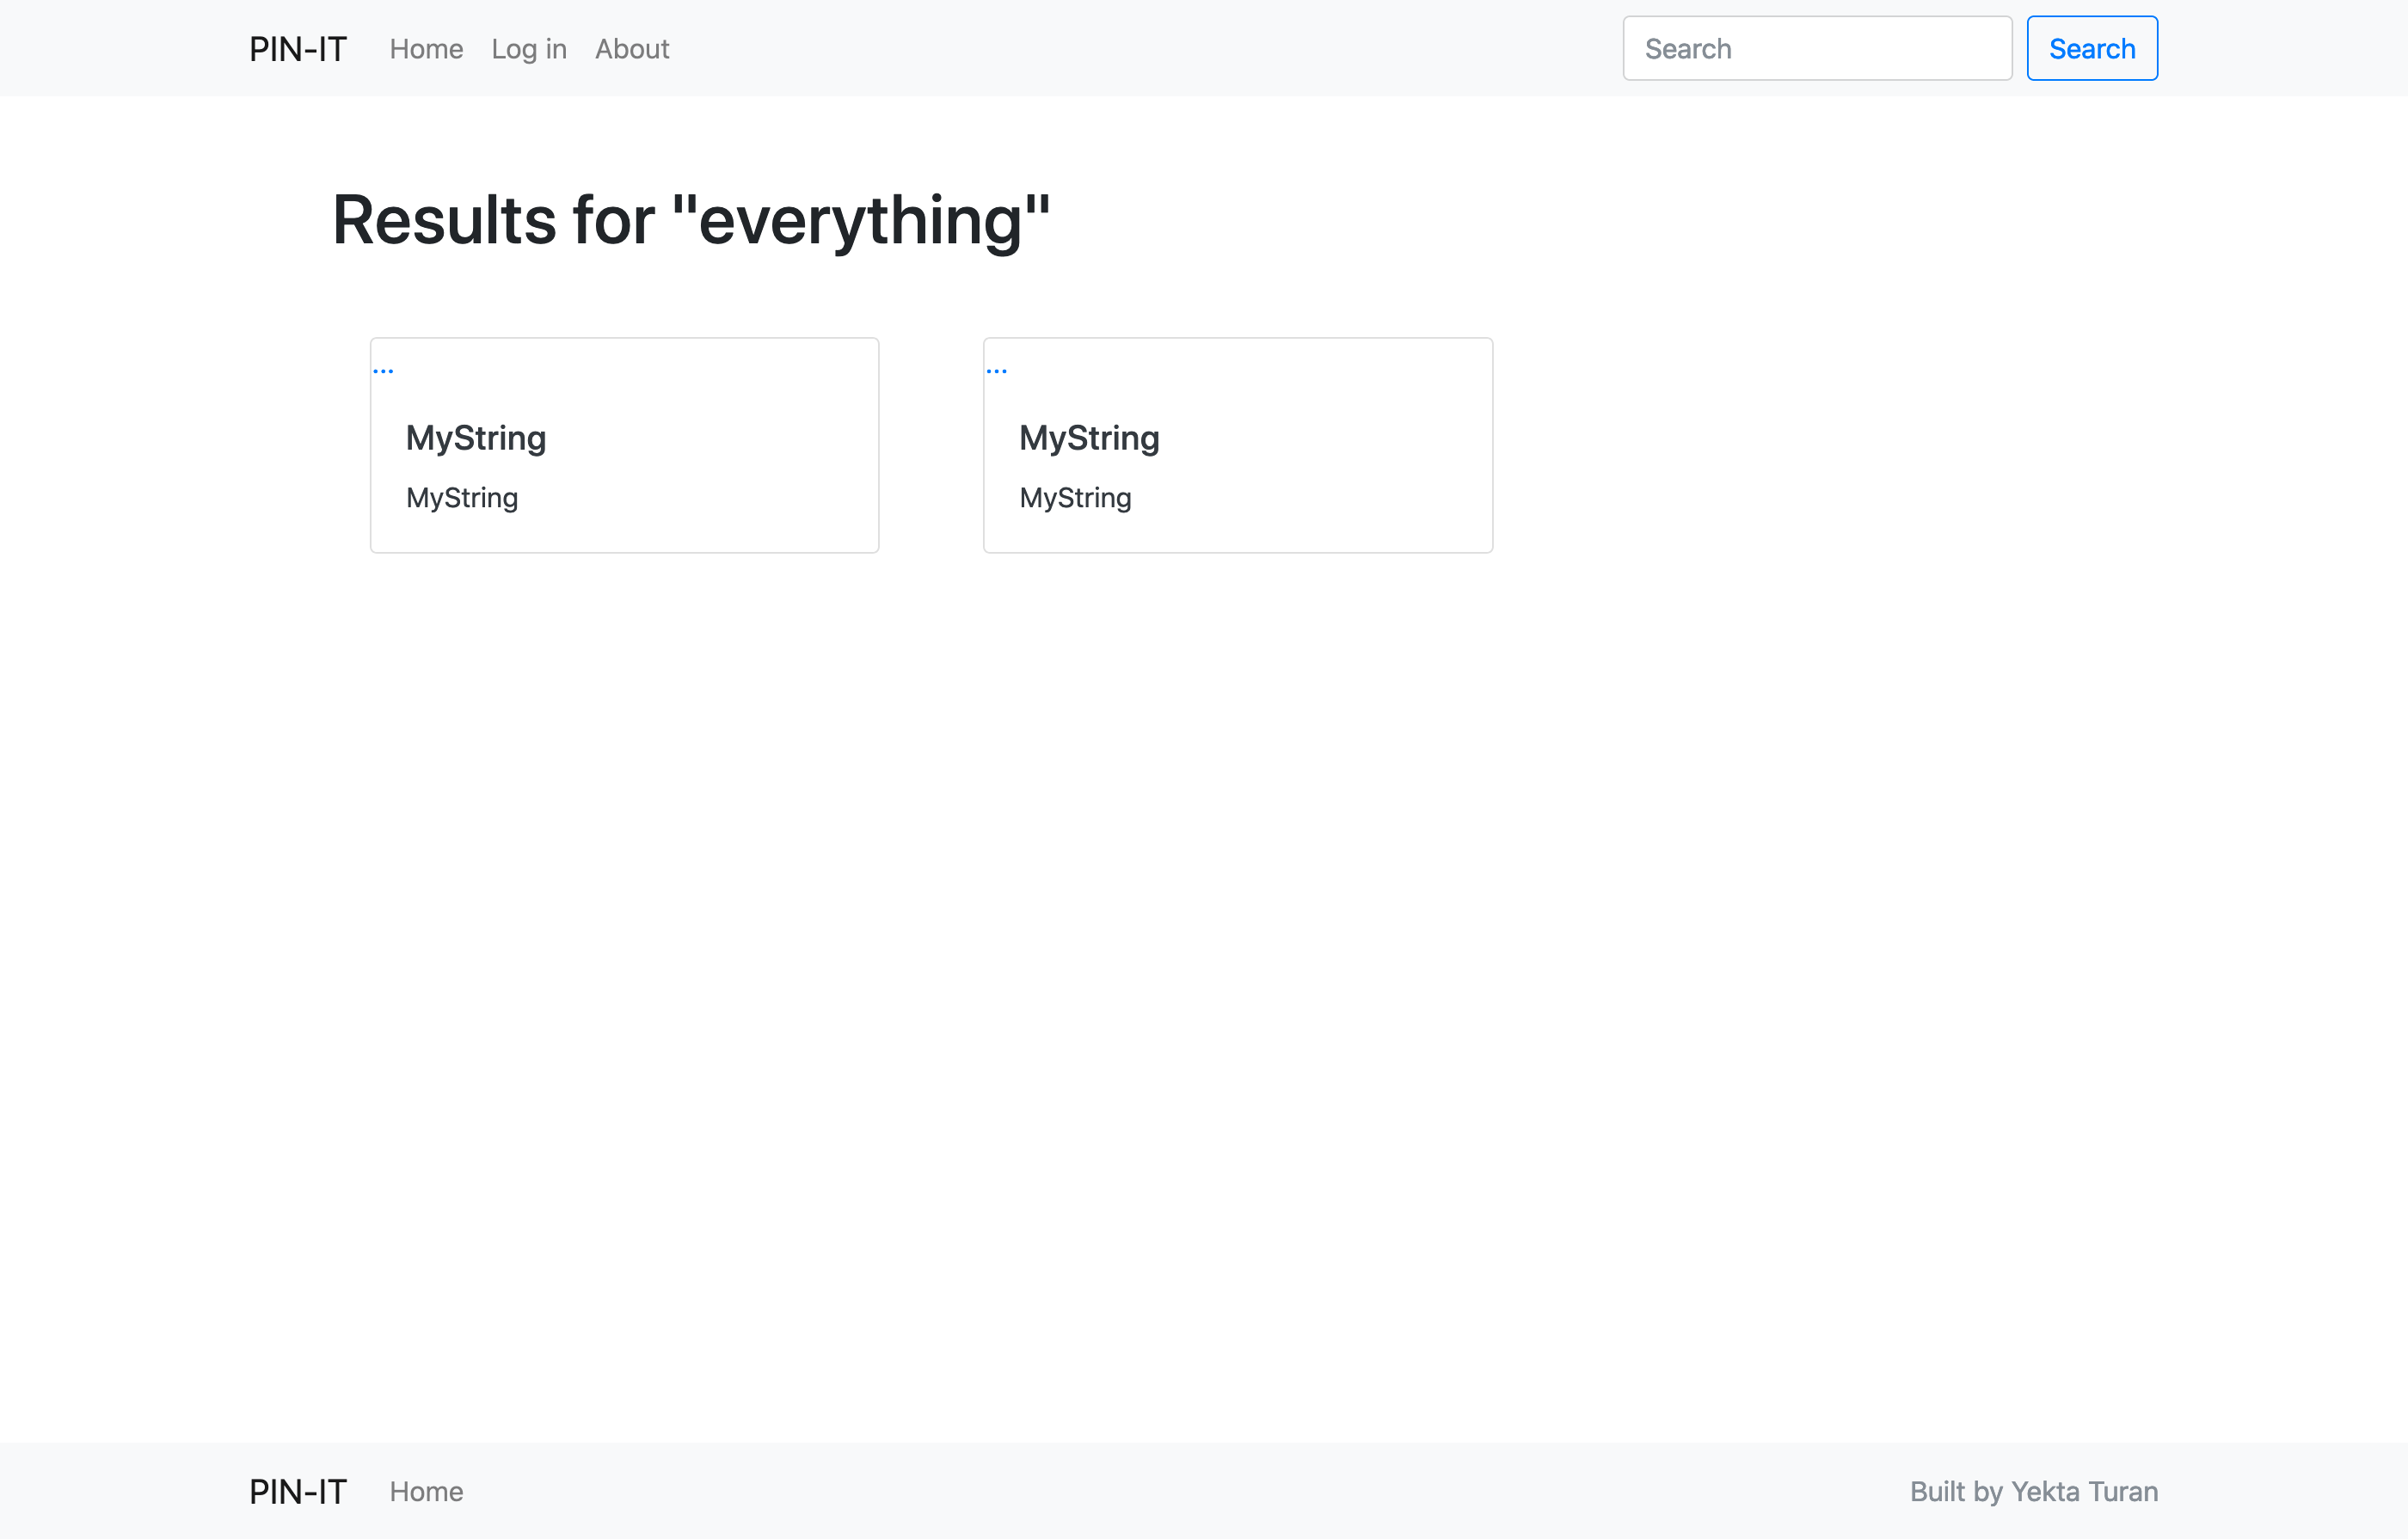 PIN-IT Home Log in About Search Search
Results for "everything"
... ...
MyString MyString
MyString MyString
PIN-IT Home Built by Yekta Turan